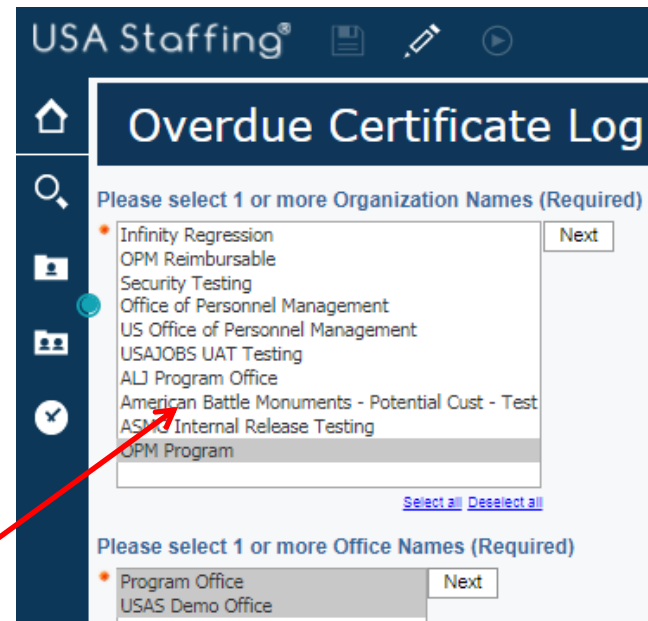 USA Staffing®
Overdue Certificate Log
Please select 1 or more Organization Names (Required)
Infinity Regression
Next
OPM Reimbursable
Security Testing
Office of Personnel Management
US Office of Personnel Management
USAJOBS UAT Testing
ALJ Program Office
American Battle Monuments - Potential Cust - Test
ASMG Internal Release Testing
OPM Program
Select all Deselect all
Please select 1 or more Office Names (Required)
Program Office
Next
USAS Demo Office